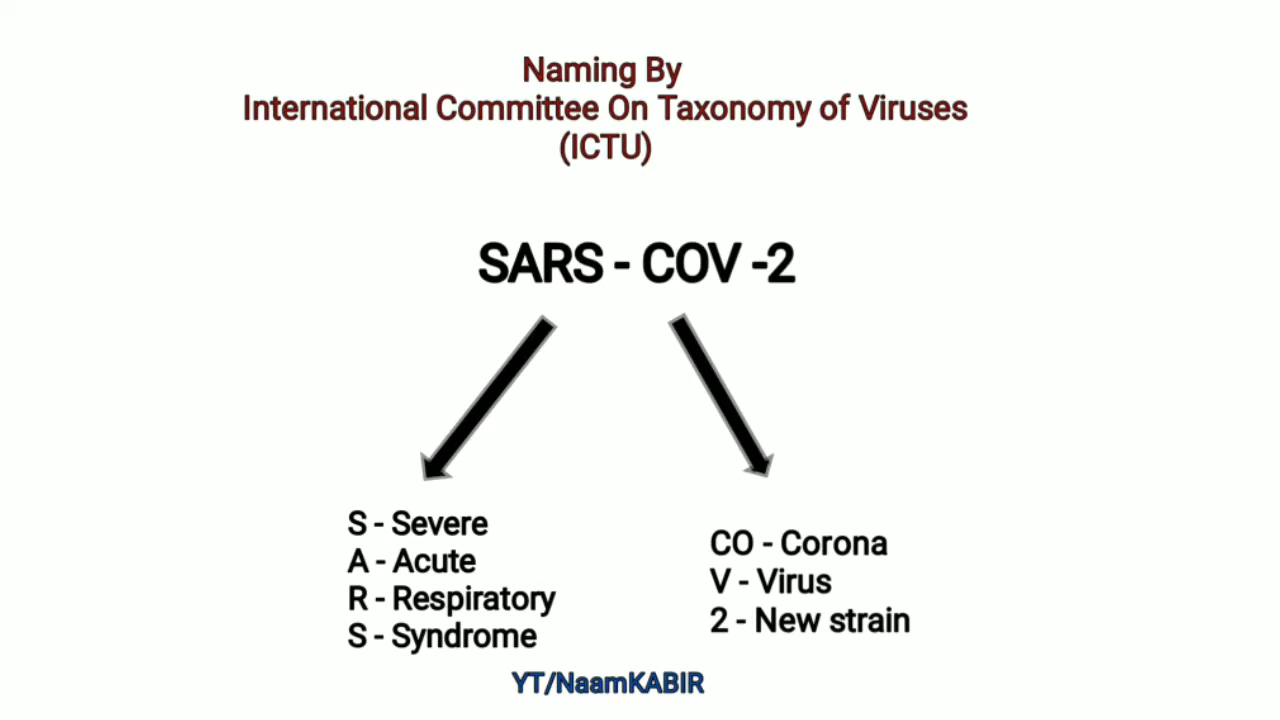 Naming By
International Committee On Taxonomy of Viruses
(ICTU)
SARS - COV -2
S - Severe
A - Acute
R - Respiratory
S - Syndrome
CO - Corona
V - Virus
2 - New strain
YT/NaamKABIR